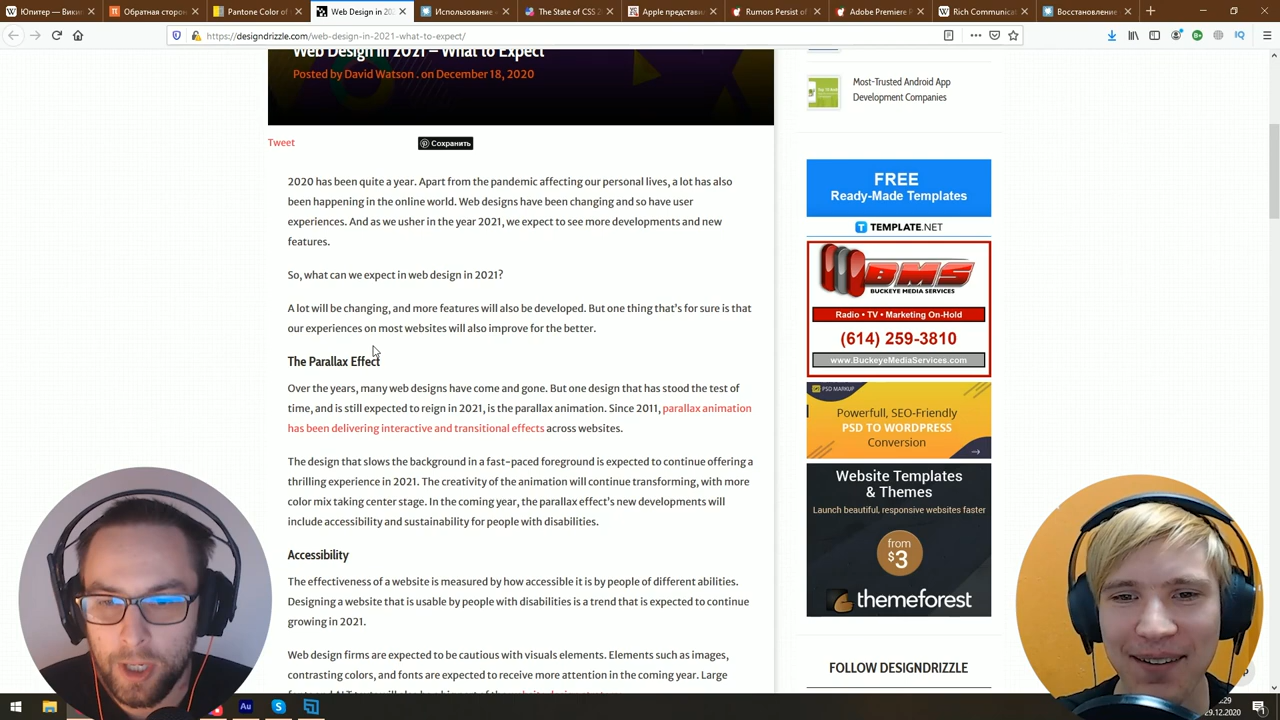 Юпитер — Викип
Обратная сторон
Pantone Color of
Web Design in 202
Использование
The State of CSS 2
Apple представи
Rumors Persist of
Adobe Premiere
Rich Communicat
Восстановление
https://designdrizzle.com/web-design-in-2021-what-to-expect/
Web Design in 2021 – What to Expect
Posted by David Watson . on December 18, 2020
Tweet
Сохранить
2020 has been quite a year. Apart from the pandemic affecting our personal lives, a lot has also
been happening in the online world. Web designs have been changing and so have user
experiences. And as we usher in the year 2021, we expect to see more developments and new
features.
So, what can we expect in web design in 2021?
A lot will be changing, and more features will also be developed. But one thing that's for sure is that
our experiences on most websites will also improve for the better.
The Parallax Effect
Over the years, many web designs have come and gone. But one design that has stood the test of
time, and is still expected to reign in 2021, is the parallax animation. Since 2011, parallax animation
has been delivering interactive and transitional effects across websites.
The design that slows the background in a fast-paced foreground is expected to continue offering a
thrilling experience in 2021. The creativity of the animation will continue transforming, with more
color mix taking center stage. In the coming year, the parallax effect's new developments will
include accessibility and sustainability for people with disabilities.
Accessibility
The effectiveness of a website is measured by how accessible it is by people of different abilities.
Designing a website that is usable by people with disabilities is a trend that is expected to continue
growing in 2021.
Web design firms are expected to be cautious with visuals elements. Elements such as images,
contrasting colors, and fonts are expected to receive more attention in the coming year. Large
Most-Trusted Android App
Development Companies
FREE
Ready-Made Templates
TEMPLATE.NET
BMS
BUCKEYE MEDIA SERVICES
Radio • TV • Marketing On-Hold
(614) 259-3810
www.BuckeyeMediaServices.com
PSD MARKUP
Powerfull, SEO-Friendly
PSD TO WORDPRESS
Conversion
Website Templates
& Themes
Launch beautiful, responsive websites faster
from
$3
themeforest
FOLLOW DESIGNDRIZZLE
Au
29.12.2020